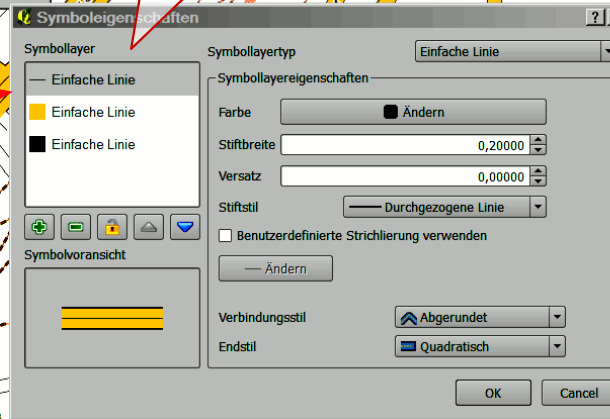 Symboleigenschaften
Symbollayer
Einfache Linie
Einfache Linie
Einfache Linie
Symbolvoransicht
Symbollayertyp
Einfache Linie
Symbollayereigenschaften
Farbe
Ändern
Stiftbreite
0,20000
Versatz
0,00000
Stiftstil
Durchgezogene Linie
Benutzerdefinierte Strichlierung verwenden
Ändern
Verbindungsstil
Abgerundet
Endstil
Quadratisch
OK
Cancel